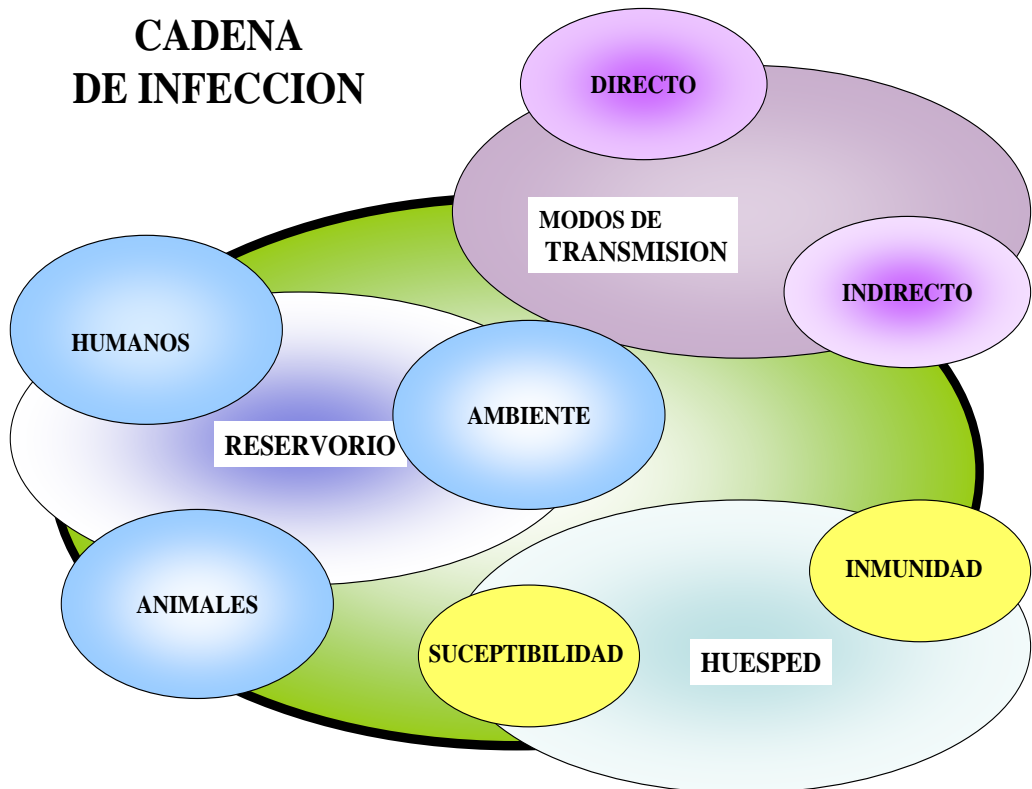 CADENA
DE INFECCION
DIRECTO
MODOS DE
TRANSMISION
INDIRECTO
HUMANOS
AMBIENTE
RESERVORIO
ANIMALES
INMUNIDAD
SUCEPTIBILIDAD
HUESPED